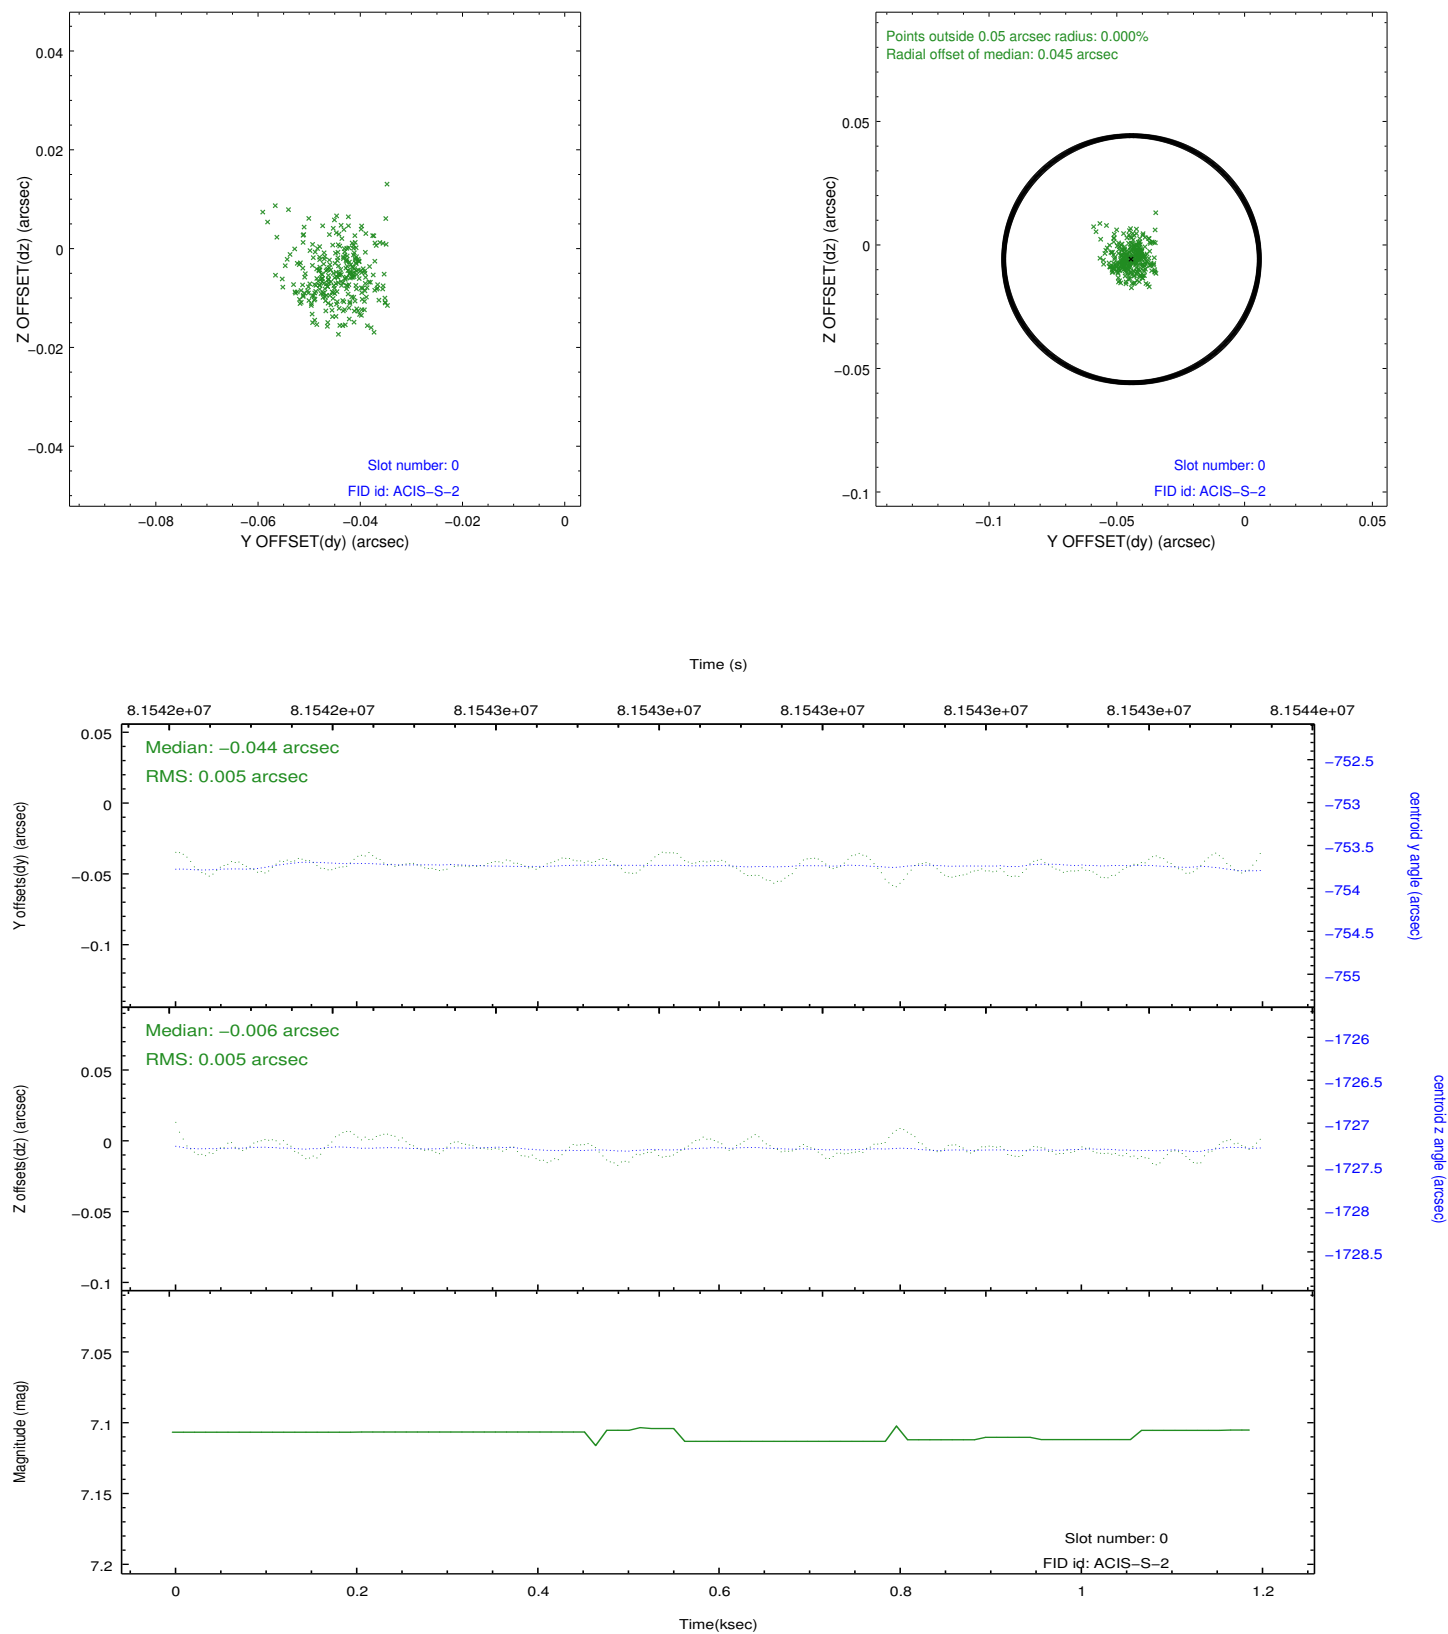 0.04
0.02
0
−0.02
−0.04
Z OFFSET(dz) (arcsec)
Slot number: 0
FID id: ACIS−S−2
−0.08 −0.06 −0.04 −0.02 0
Y OFFSET(dy) (arcsec)
Points outside 0.05 arcsec radius: 0.000%
Radial offset of median: 0.045 arcsec
0.05
0
−0.05
−0.1
Z OFFSET(dz) (arcsec)
Slot number: 0
FID id: ACIS−S−2
−0.1 −0.05 0 0.05
Y OFFSET(dy) (arcsec)
Time (s)
8.1542e+07 8.1542e+07 8.1543e+07 8.1543e+07 8.1543e+07 8.1543e+07 8.1543e+07 8.1544e+07
Median: −0.044 arcsec
RMS: 0.005 arcsec
0.05
0
−0.05
−0.1
Y offsets(dy) (arcsec)
−752.5
−753
−753.5
−754
−754.5
−755
centroid y angle (arcsec)
Median: −0.006 arcsec
RMS: 0.005 arcsec
0.05
0
−0.05
−0.1
Z offsets(dz) (arcsec)
−1726
−1726.5
−1727
−1727.5
−1728
−1728.5
centroid z angle (arcsec)
7.05
7.1
7.15
7.2
Magnitude (mag)
Slot number: 0
FID id: ACIS−S−2
0 0.2 0.4 0.6 0.8 1 1.2
Time(ksec)